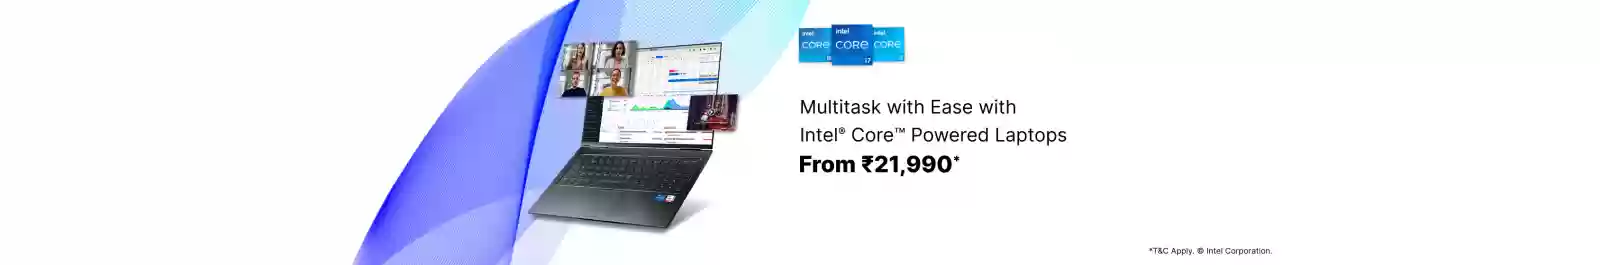 intel
CORE
intel
CORE
i7
intel
CORE
Multitask with Ease with
Intel® Core™ Powered Laptops
From ₹21,990*
*T&C Apply. © Intel Corporation.